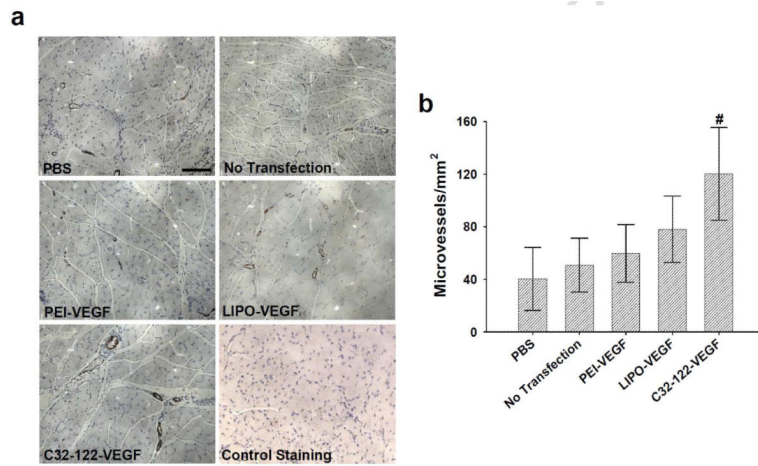 a
PBS
No Transfection
PEI-VEGF
LIPO-VEGF
C32-122-VEGF
Control Staining
b
Microvessels/mm²
160
120
80
40
0
#
PBS
No Transfection
PEI-VEGF
LIPO-VEGF
C32-122-VEGF